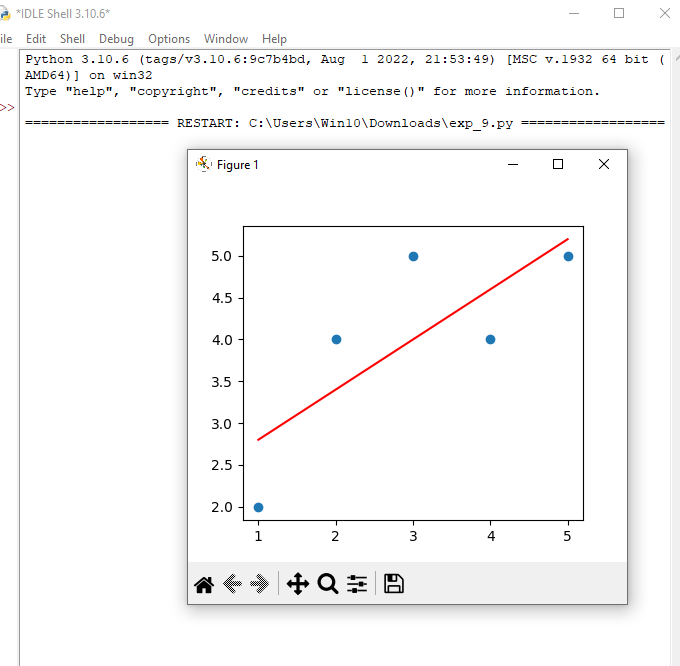 *IDLE Shell 3.10.6*
ile Edit Shell Debug Options Window Help
Python 3.10.6 (tags/v3.10.6:9c7b4bd, Aug  1 2022, 21:53:49) [MSC v.1932 64 bit (
AMD64)] on win32
Type "help", "copyright", "credits" or "license()" for more information.
>>
================= RESTART: C:\Users\Win10\Downloads\exp_9.py =================
Figure 1
5.0
4.5
4.0
3.5
3.0
2.5
2.0
1 2 3 4 5